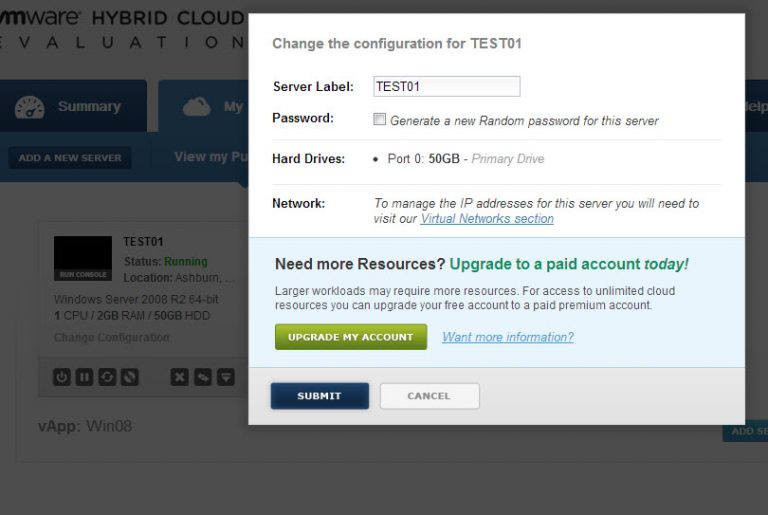 vmware HYBRID CLOUD
EVALUATION
Summary
My
Help
ADD A NEW SERVER
View my Pu
TEST01
Status: Running
Location: Ashburn, ...
RUN CONSOLE
Windows Server 2008 R2 64-bit
1 CPU / 2GB RAM / 50GB HDD
Change Configuration
vApp: Win08
ADD SE
Change the configuration for TEST01
Server Label: TEST01
Password: Generate a new Random password for this server
Hard Drives: • Port 0: 50GB - Primary Drive
Network: To manage the IP addresses for this server you will need to
visit our Virtual Networks section
Need more Resources? Upgrade to a paid account today!
Larger workloads may require more resources. For access to unlimited cloud
resources you can upgrade your free account to a paid premium account.
UPGRADE MY ACCOUNT Want more information?
SUBMIT CANCEL